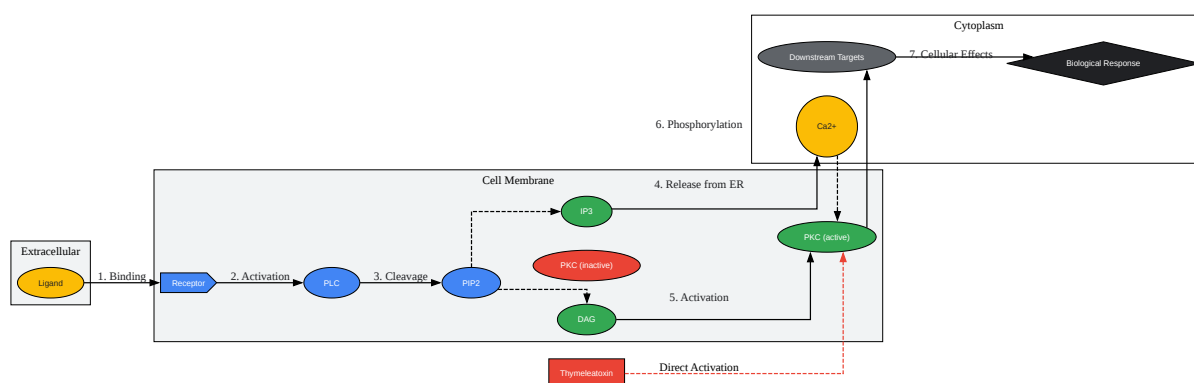 Cytoplasm
Downstream Targets
7. Cellular Effects
Biological Response
Ca2+
6. Phosphorylation
Cell Membrane
4. Release from ER
IP3
PKC (active)
Extracellular
PKC (inactive)
Ligand
1. Binding
Receptor
2. Activation
PLC
3. Cleavage
PIP2
5. Activation
DAG
Thymeleatoxin
Direct Activation